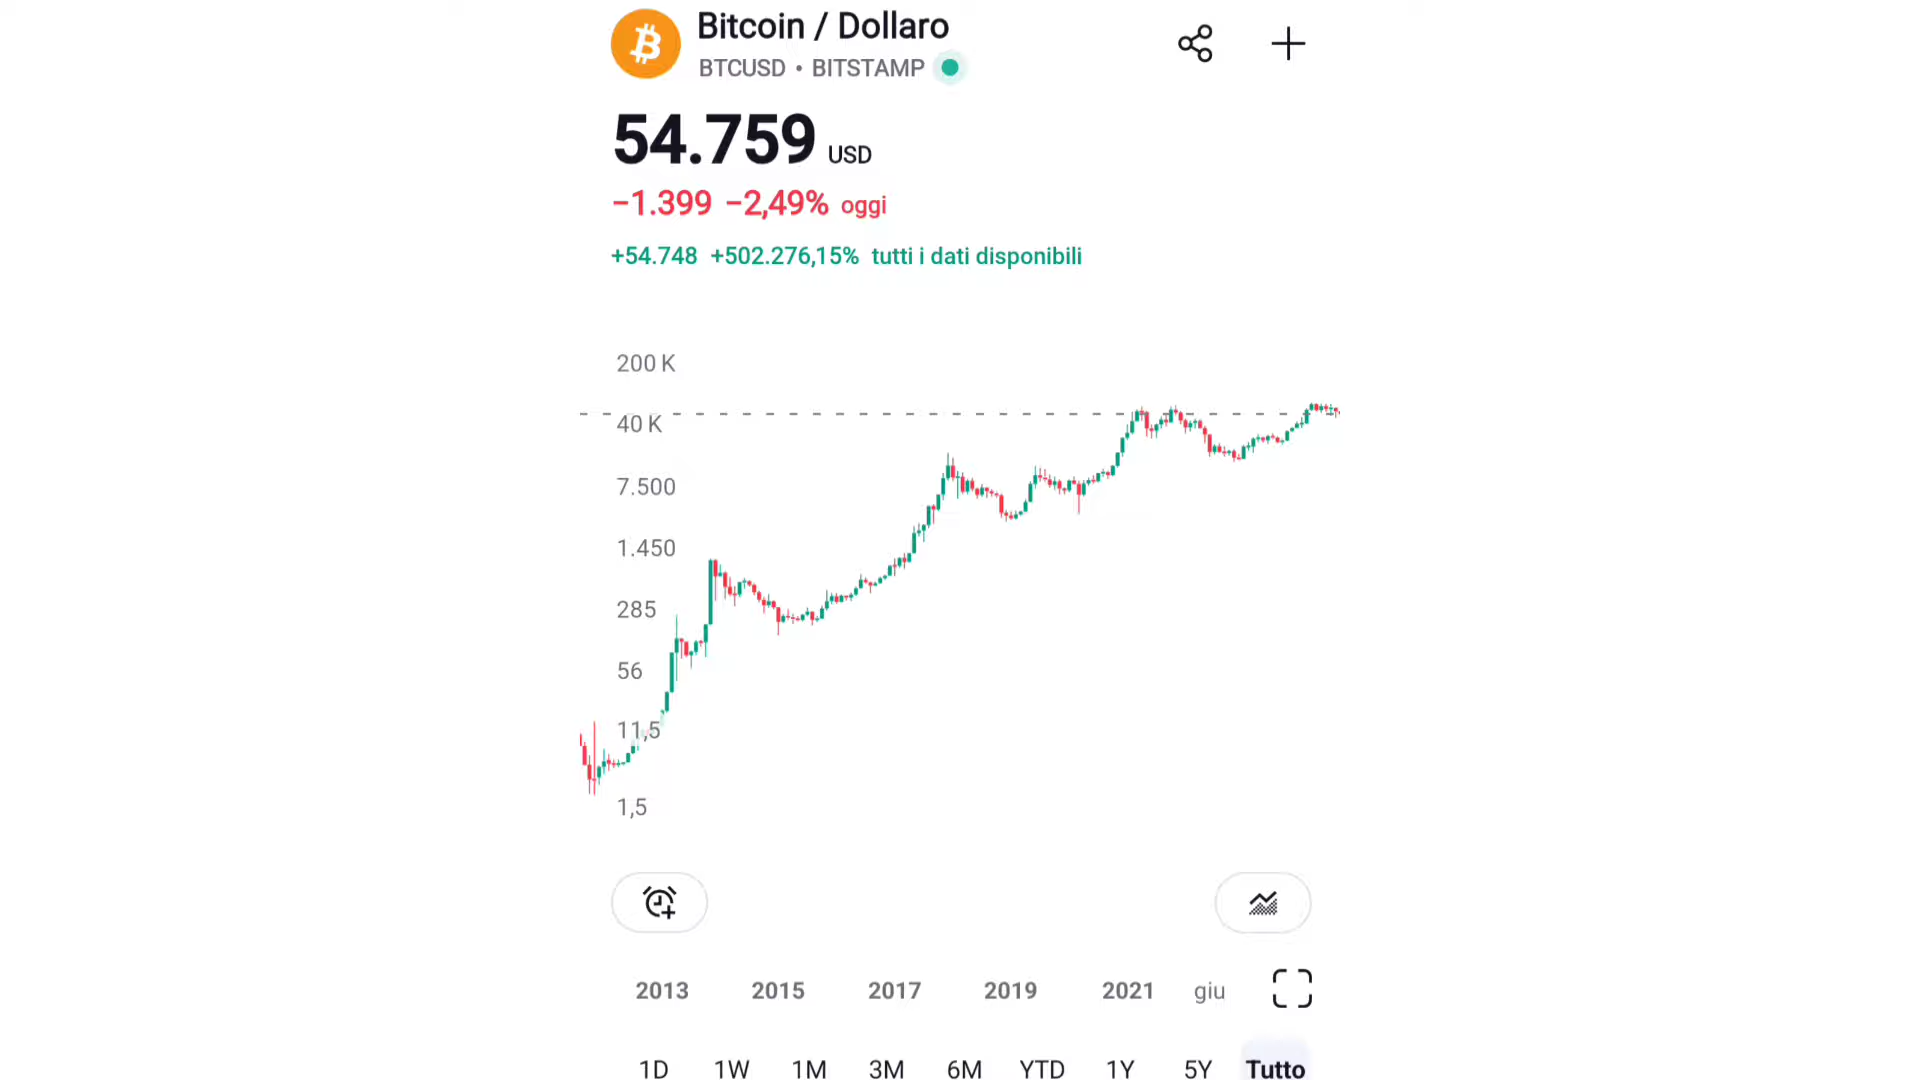 Bitcoin / Dollaro
BTCUSD • BITSTAMP
54.759 USD
−1.399 −2,49% oggi
+54.748 +502.276,15% tutti i dati disponibili
200 K
40 K
7.500
1.450
285
56
11,5
1,5
2013 2015 2017 2019 2021 giu
1D 1W 1M 3M 6M YTD 1Y 5Y Tutto